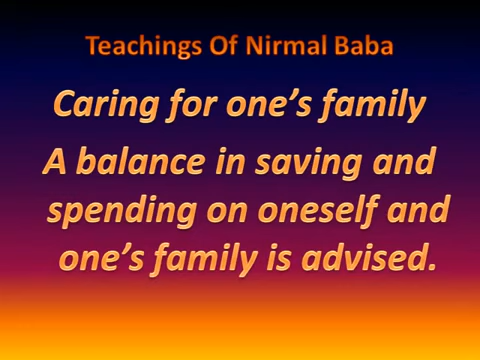 Teachings Of Nirmal Baba
Caring for one’s family
A balance in saving and
spending on oneself and
one’s family is advised.